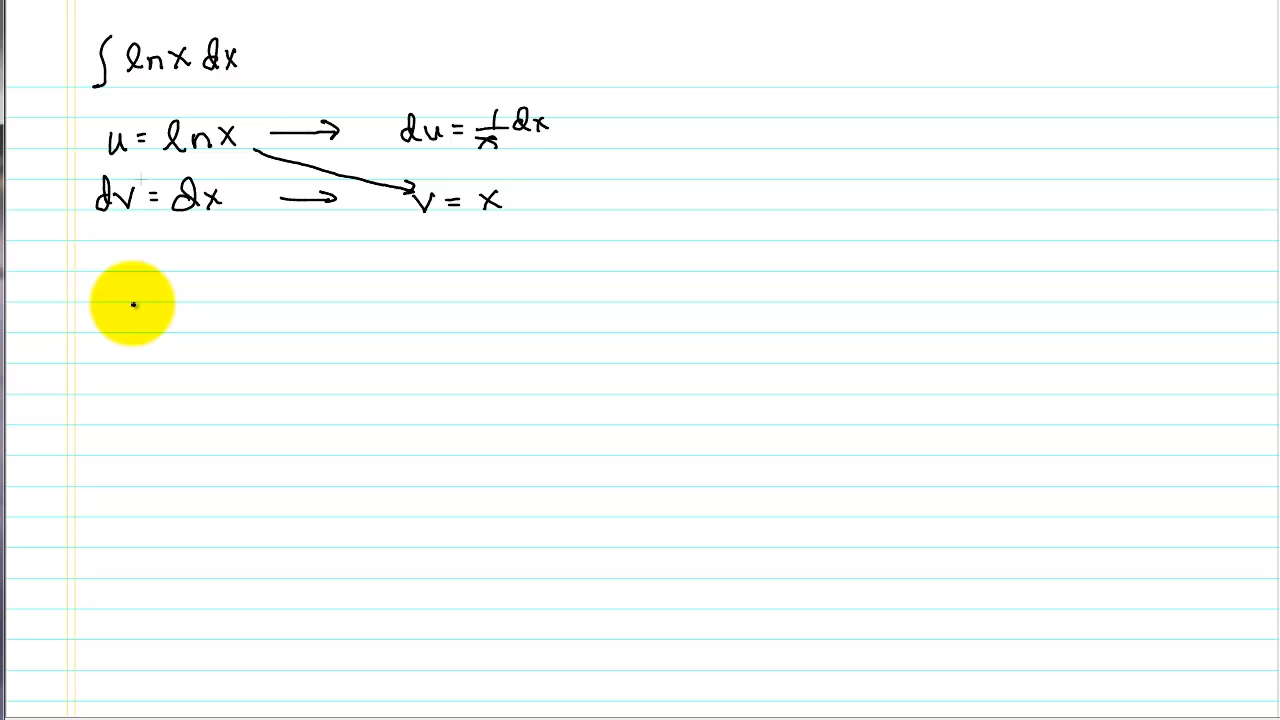 ∫ ln x dx
u = ln x → du = 1/x dx
dv = dx → v = x